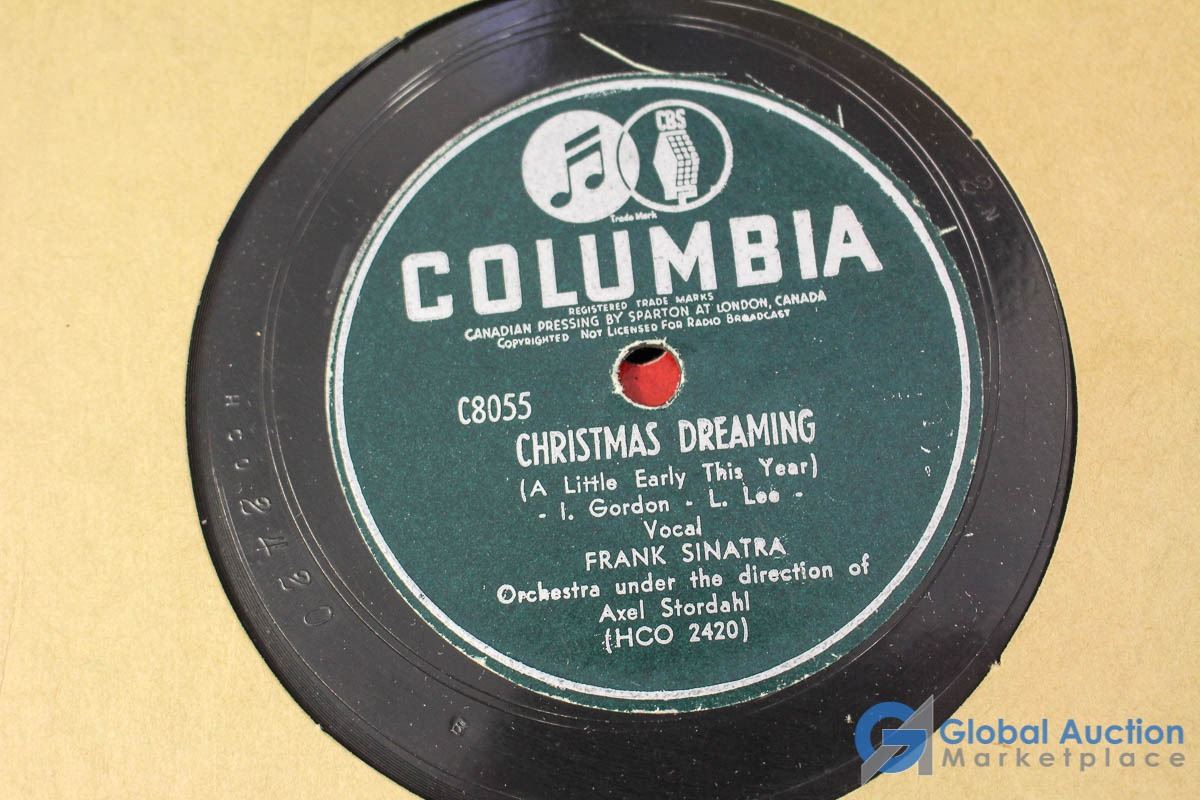 CBS
Trade Mark
COLUMBIA
REGISTERED TRADE MARKS
CANADIAN PRESSING BY SPARTON AT LONDON, CANADA
COPYRIGHTED NOT LICENSED FOR RADIO BROADCAST
C8055
CHRISTMAS DREAMING
(A Little Early This Year)
- I. Gordon - L. Lee -
Vocal
FRANK SINATRA
Orchestra under the direction of
Axel Stordahl
(HCO 2420)
HCO 2420
Global Auction
Marketplace